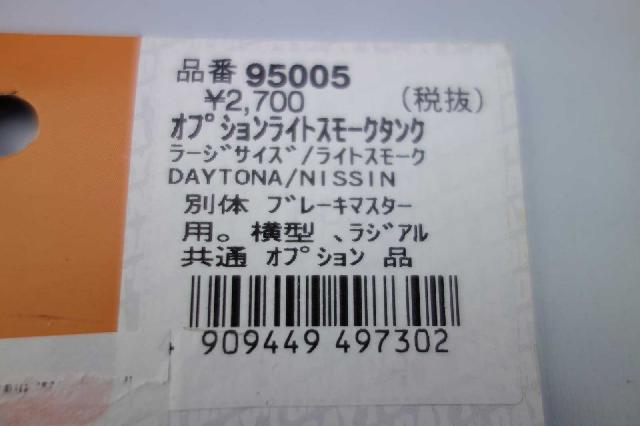 品番 95005
¥2,700 (税抜)
ｵﾌﾟｼｮﾝﾗｲﾄｽﾓｰｸﾀﾝｸ
ﾗｰｼﾞｻｲｽﾞ/ﾗｲﾄｽﾓｰｸ
DAYTONA/NISSIN
別体 ﾌﾞﾚｰｷﾏｽﾀｰ
用。横型 、ﾗｼﾞｱﾙ
共通 ｵﾌﾟｼｮﾝ 品
4 909449 497302